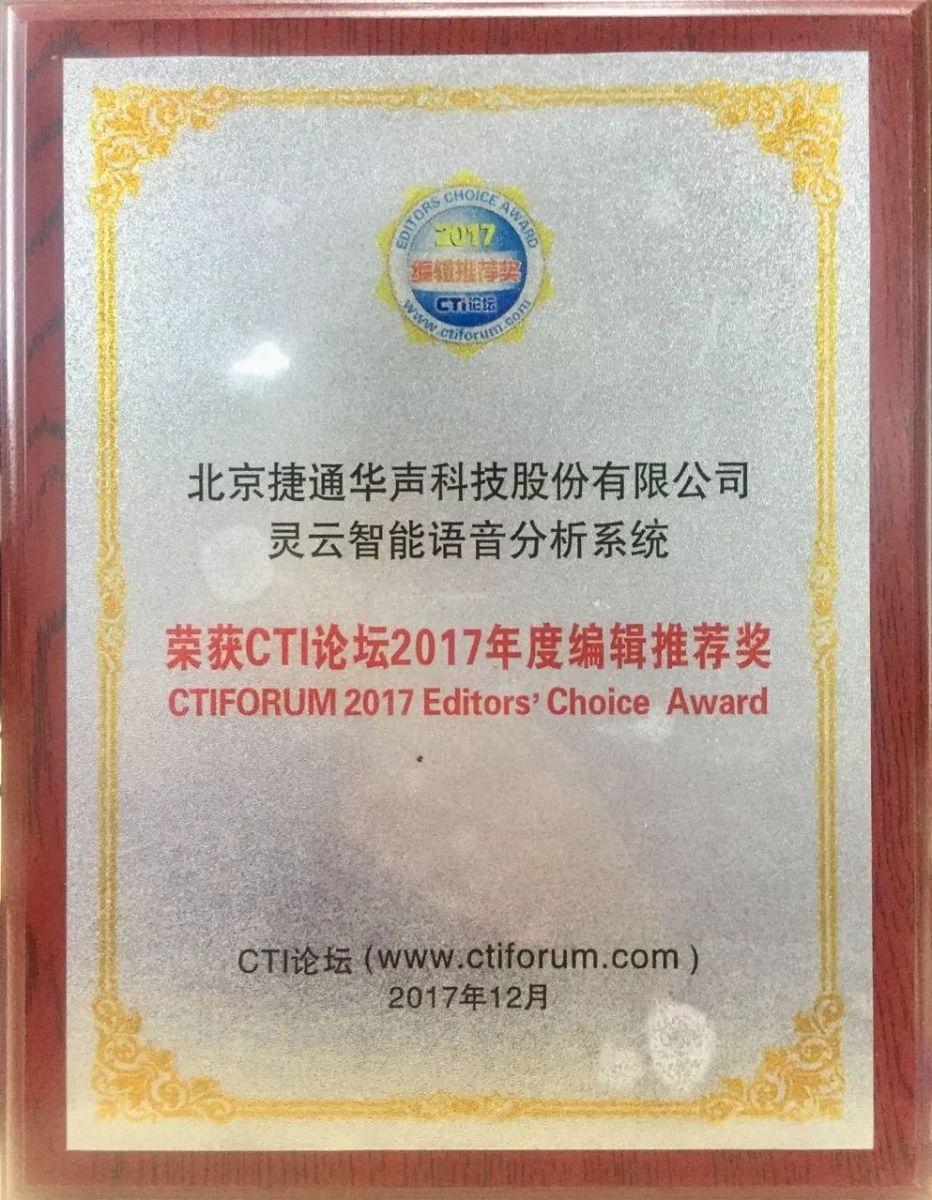 EDITORS CHOICE AWARD
2017
编辑推荐奖
CTi论坛
www.ctiforum.com
北京捷通华声科技股份有限公司
灵云智能语音分析系统
荣获CTI论坛2017年度编辑推荐奖
CTIFORUM 2017 Editors' Choice Award
CTI论坛 (www.ctiforum.com )
2017年12月